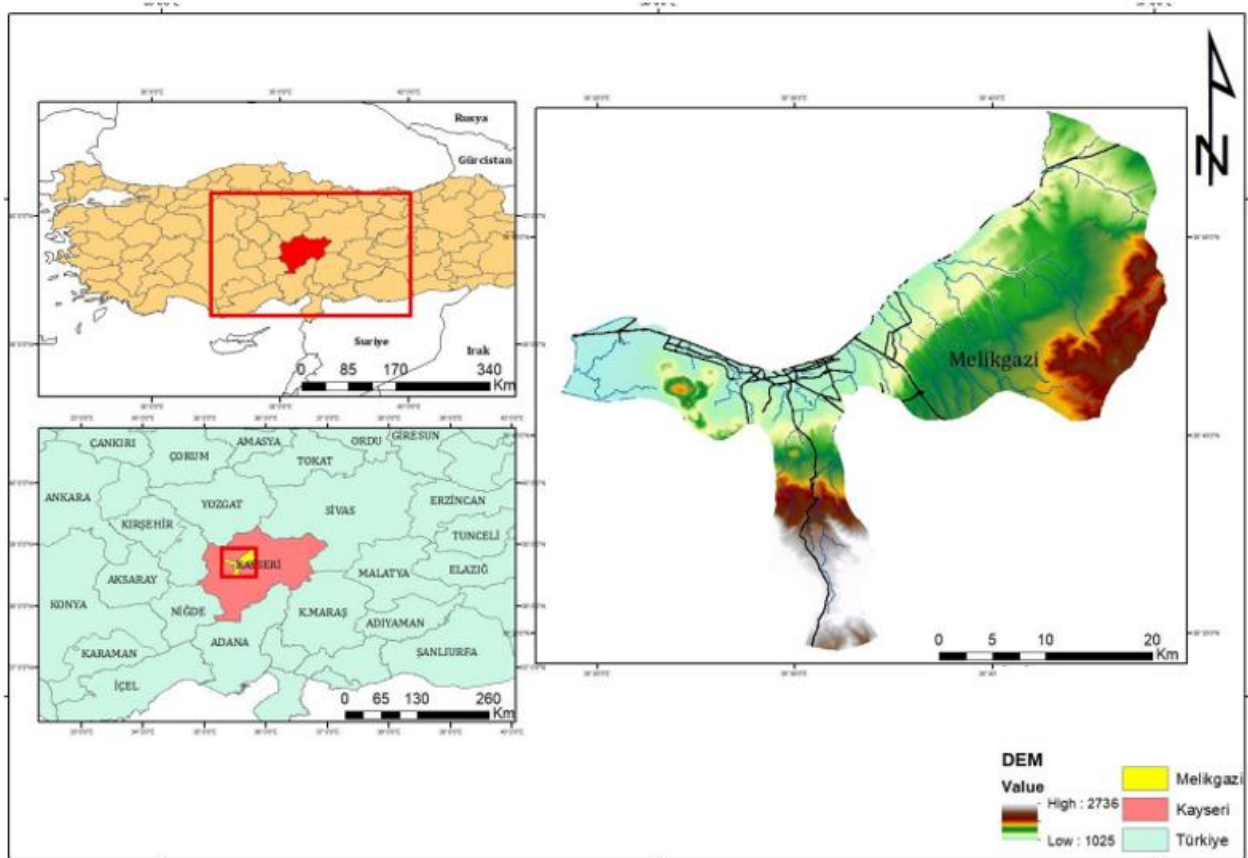 Rusya
Gürcistan
Suriye
Irak
0 85 170 340
Km
N
Melikgazi
0 5 10 20
Km
ÇANKIRI
AMASYA
ORDU
GİRESUN
ÇORUM
TOKAT
ANKARA
YOZGAT
SİVAS
ERZİNCAN
KIRŞEHİR
TUNCELİ
KAYSERİ
AKSARAY
MALATYA
ELAZIĞ
KONYA
NİĞDE
K.MARAŞ
ADIYAMAN
ADANA
KARAMAN
ŞANLIURFA
İÇEL
0 65 130 260
Km
DEM
Value
High : 2736
Low : 1025
Melikgazi
Kayseri
Türkiye